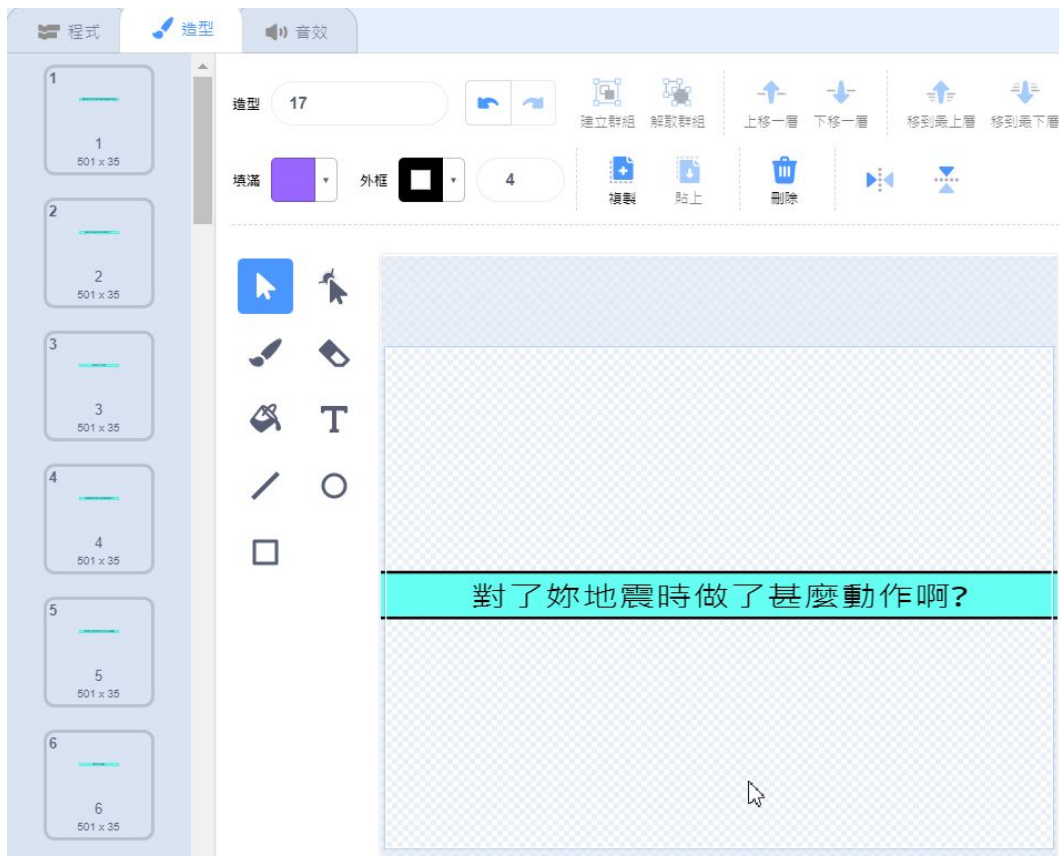 程式
造型
音效
1
1
501 x 35
2
2
501 x 35
3
3
501 x 35
4
4
501 x 35
5
5
501 x 35
6
6
501 x 35
造型 17
建立群組 解散群組 上移一層 下移一層 移到最上層 移到最下層
填滿 外框 4
複製 貼上 刪除
T
對了妳地震時做了甚麼動作啊?